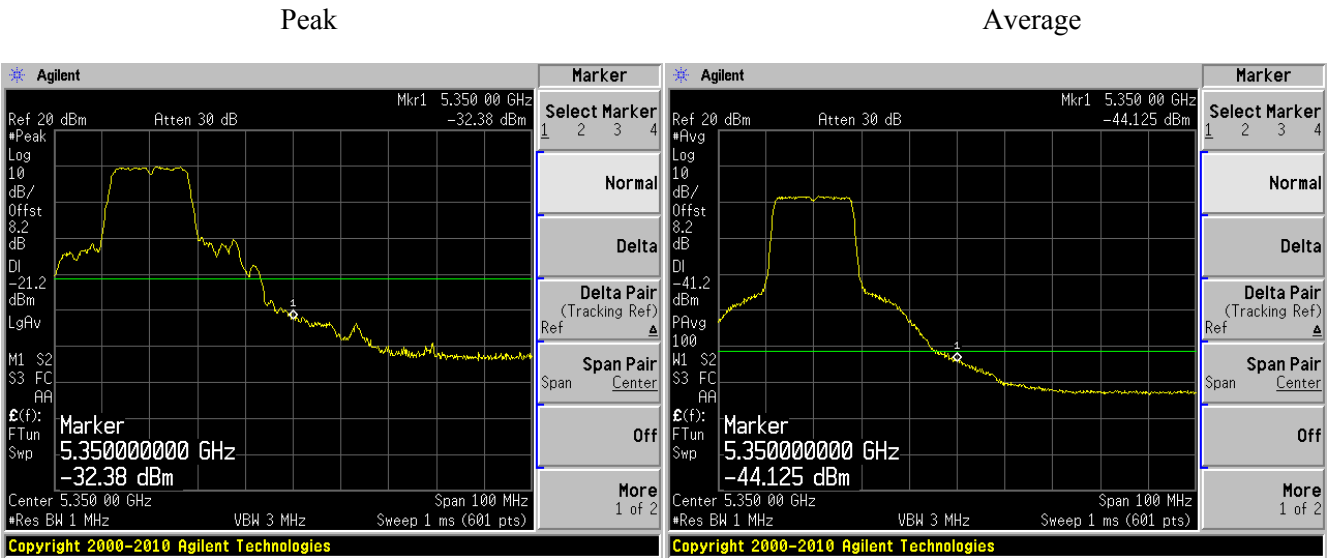 Peak
Average
Agilent
Marker
Mkr1 5.350 00 GHz
Ref 20 dBm Atten 30 dB -32.38 dBm
#Peak
Log
10
dB/
Offst
8.2
dB
DI
-21.2
dBm
LgAv
M1 S2
S3 FC
AA
£(f):
FTun
Swp
1
Marker
5.350000000 GHz
-32.38 dBm
Center 5.350 00 GHz Span 100 MHz
#Res BW 1 MHz VBW 3 MHz Sweep 1 ms (601 pts)
Copyright 2000-2010 Agilent Technologies
Select Marker
1 2 3 4
Normal
Delta
Delta Pair
(Tracking Ref)
Ref Δ
Span Pair
Span Center
Off
More
1 of 2
Agilent
Marker
Mkr1 5.350 00 GHz
Ref 20 dBm Atten 30 dB -44.125 dBm
#Avg
Log
10
dB/
Offst
8.2
dB
DI
-41.2
dBm
PAvg
100
W1 S2
S3 FC
AA
£(f):
FTun
Swp
1
Marker
5.350000000 GHz
-44.125 dBm
Center 5.350 00 GHz Span 100 MHz
#Res BW 1 MHz VBW 3 MHz Sweep 1 ms (601 pts)
Copyright 2000-2010 Agilent Technologies
Select Marker
1 2 3 4
Normal
Delta
Delta Pair
(Tracking Ref)
Ref Δ
Span Pair
Span Center
Off
More
1 of 2